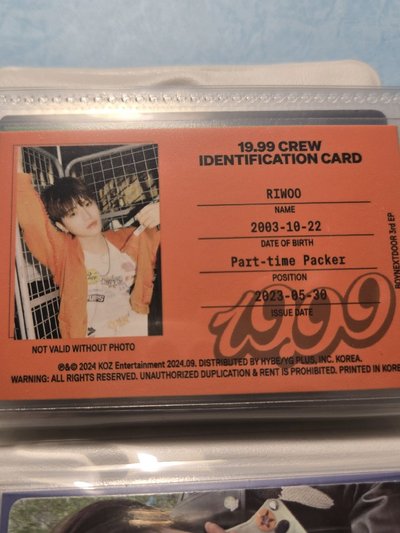 19.99 CREW
IDENTIFICATION CARD
RIWOO
NAME
2003-10-22
DATE OF BIRTH
Part-time Packer
POSITION
2023-05-30
ISSUE DATE
1999
BOYNEXTDOOR 3rd EP
NOT VALID WITHOUT PHOTO
℗&© 2024 KOZ Entertainment 2024.09. DISTRIBUTED BY HYBE/YG PLUS, INC. KOREA.
WARNING: ALL RIGHTS RESERVED. UNAUTHORIZED DUPLICATION & RENT IS PROHIBITED. PRINTED IN KORE